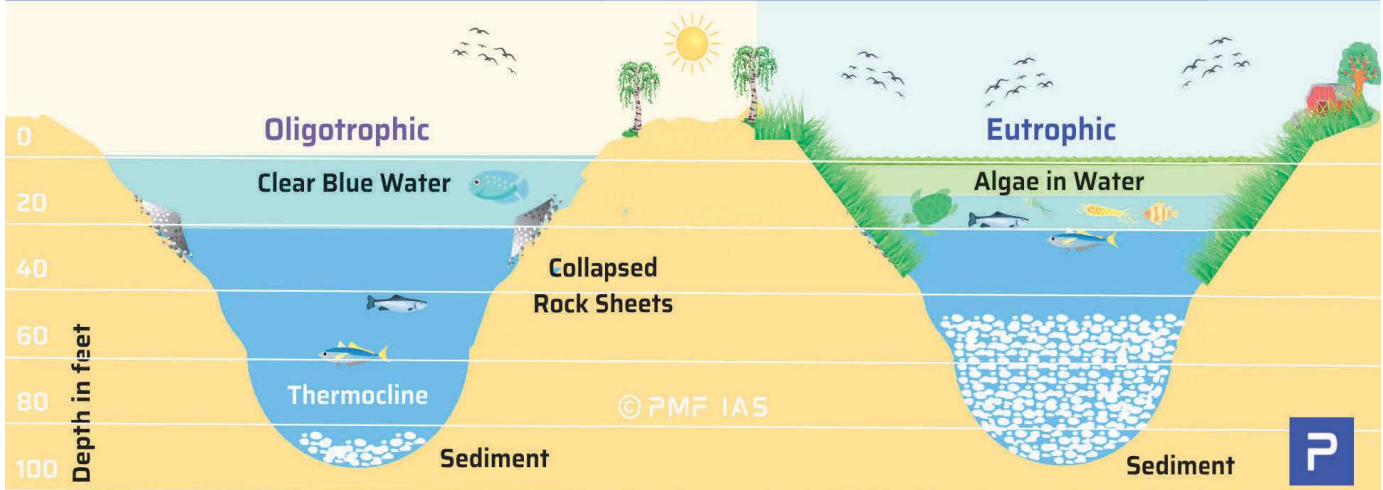 Oligotrophic
Eutrophic
0
Clear Blue Water
Algae in Water
20
40
Collapsed
Rock Sheets
60
Depth in feet
Thermocline
80
© PMF IAS
Sediment
100
Sediment
P